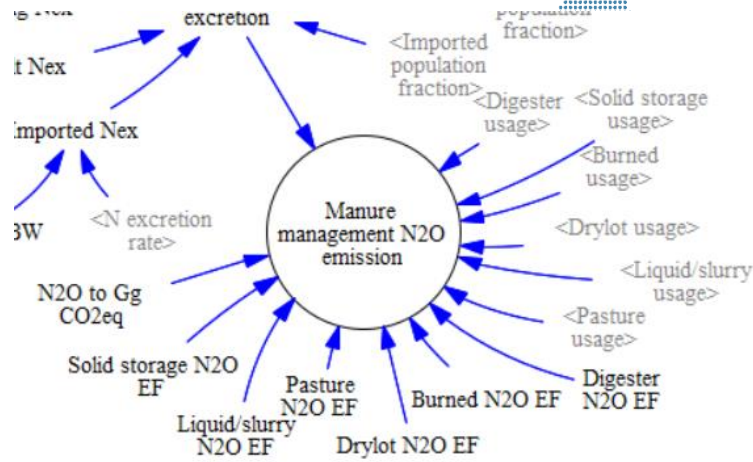 Nex
excretion
population
fraction>
<Imported
population
fraction>
Nex
Imported Nex
<Digester
usage>
<Solid storage
usage>
<Burned
usage>
<N excretion
rate>
Manure
management N2O
emission
<Drylot usage>
<Liquid/slurry
usage>
<Pasture
usage>
N2O to Gg
CO2eq
Solid storage N2O
EF
Liquid/slurry
N2O EF
Pasture
N2O EF
Drylot N2O EF
Burned N2O EF
Digester
N2O EF